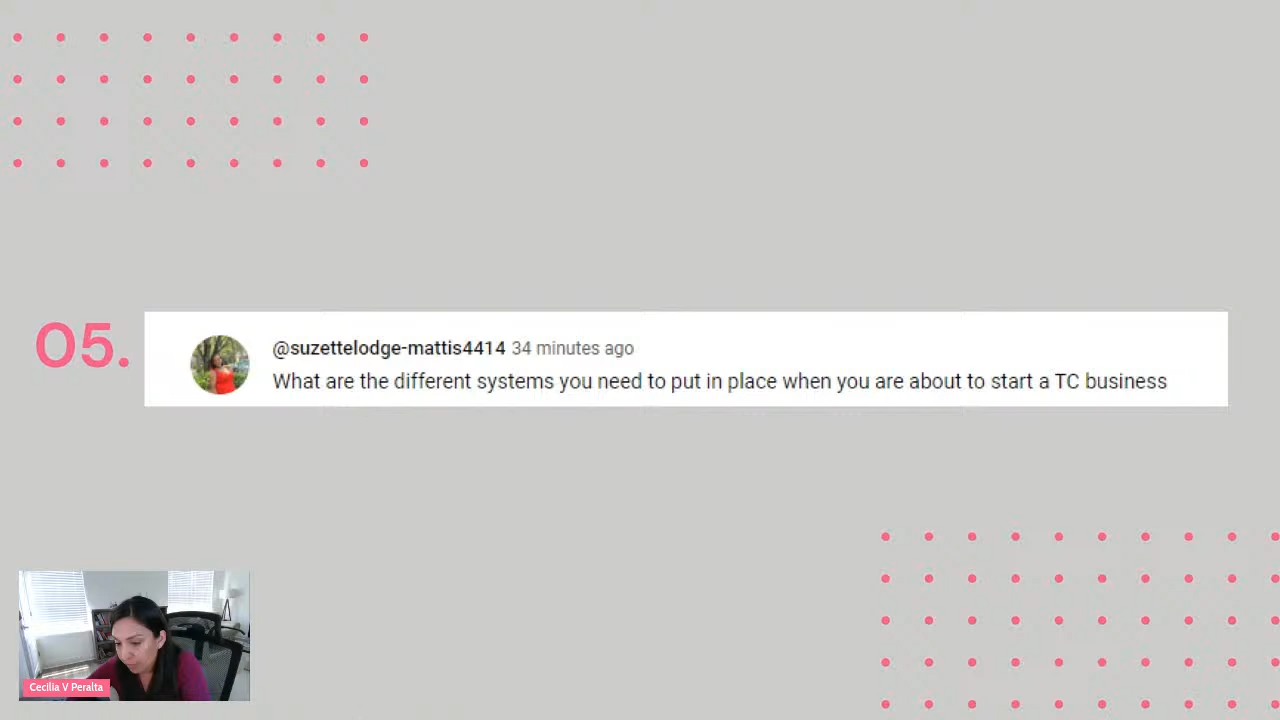 05.
@suzettelodge-mattis4414 34 minutes ago
What are the different systems you need to put in place when you are about to start a TC business
Cecilia V Peralta